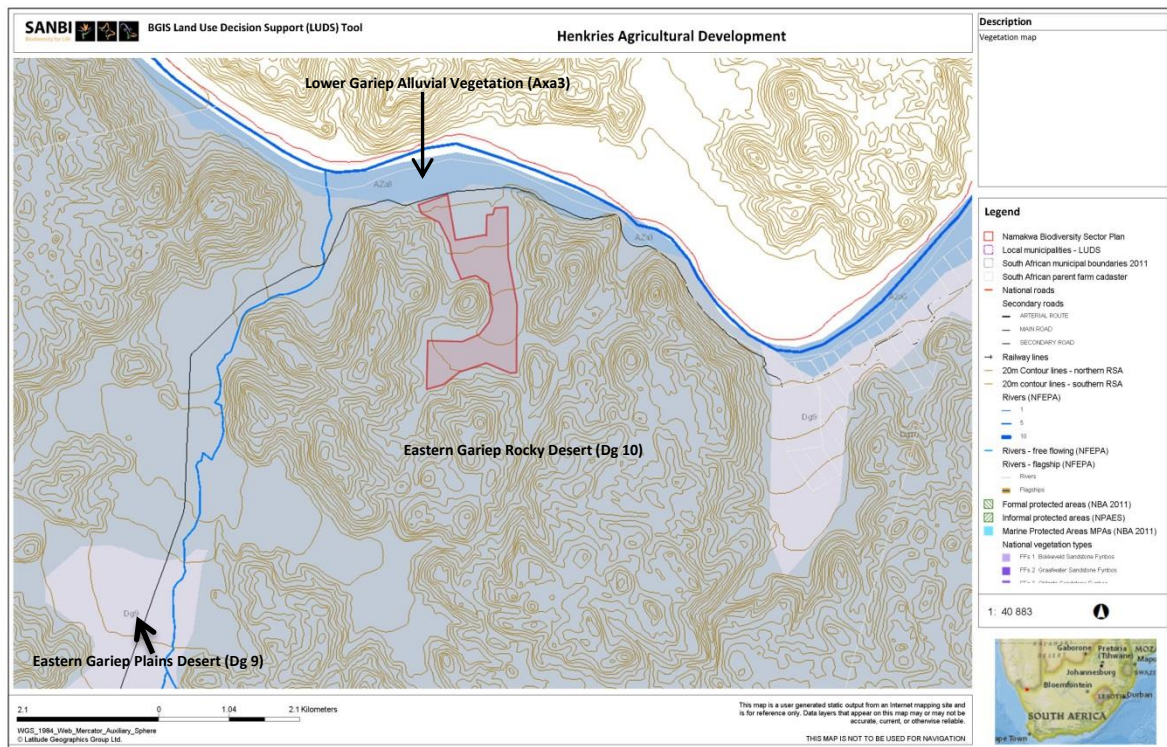 SANBI
Biodiversity for Life
BGIS Land Use Decision Support (LUDS) Tool
Henkries Agricultural Development
Description
Vegetation map
Lower Gariep Alluvial Vegetation (Axa3)
AZa3
AZa3
Eastern Gariep Rocky Desert (Dg 10)
Dg9
Dg9
Eastern Gariep Plains Desert (Dg 9)
Legend
Namakwa Biodiversity Sector Plan
Local municipalities - LUDS
South African municipal boundaries 2011
South African parent farm cadaster
National roads
Secondary roads
ARTERIAL ROUTE
MAIN ROAD
SECONDARY ROAD
Railway lines
20m Contour lines - northern RSA
20m contour lines - southern RSA
Rivers (NFEPA)
1
5
10
Rivers - free flowing (NFEPA)
Rivers - flagship (NFEPA)
Rivers
Flagships
Formal protected areas (NBA 2011)
Informal protected areas (NPAES)
Marine Protected Areas MPAs (NBA 2011)
National vegetation types
FFs 1 Bokkeveld Sandstone Fynbos
FFs 2 Graafwater Sandstone Fynbos
1: 40 883
Gaborone
Pretoria
(Tshwane)
MOZ
Johannesburg
Bloemfontein
LESOTHO
Durban
SOUTH AFRICA
ape Town
2.1 0 1.04 2.1 Kilometers
WGS_1984_Web_Mercator_Auxiliary_Sphere
© Latitude Geographics Group Ltd.
This map is a user generated static output from an Internet mapping site and
is for reference only. Data layers that appear on this map may or may not be
accurate, current, or otherwise reliable.
THIS MAP IS NOT TO BE USED FOR NAVIGATION